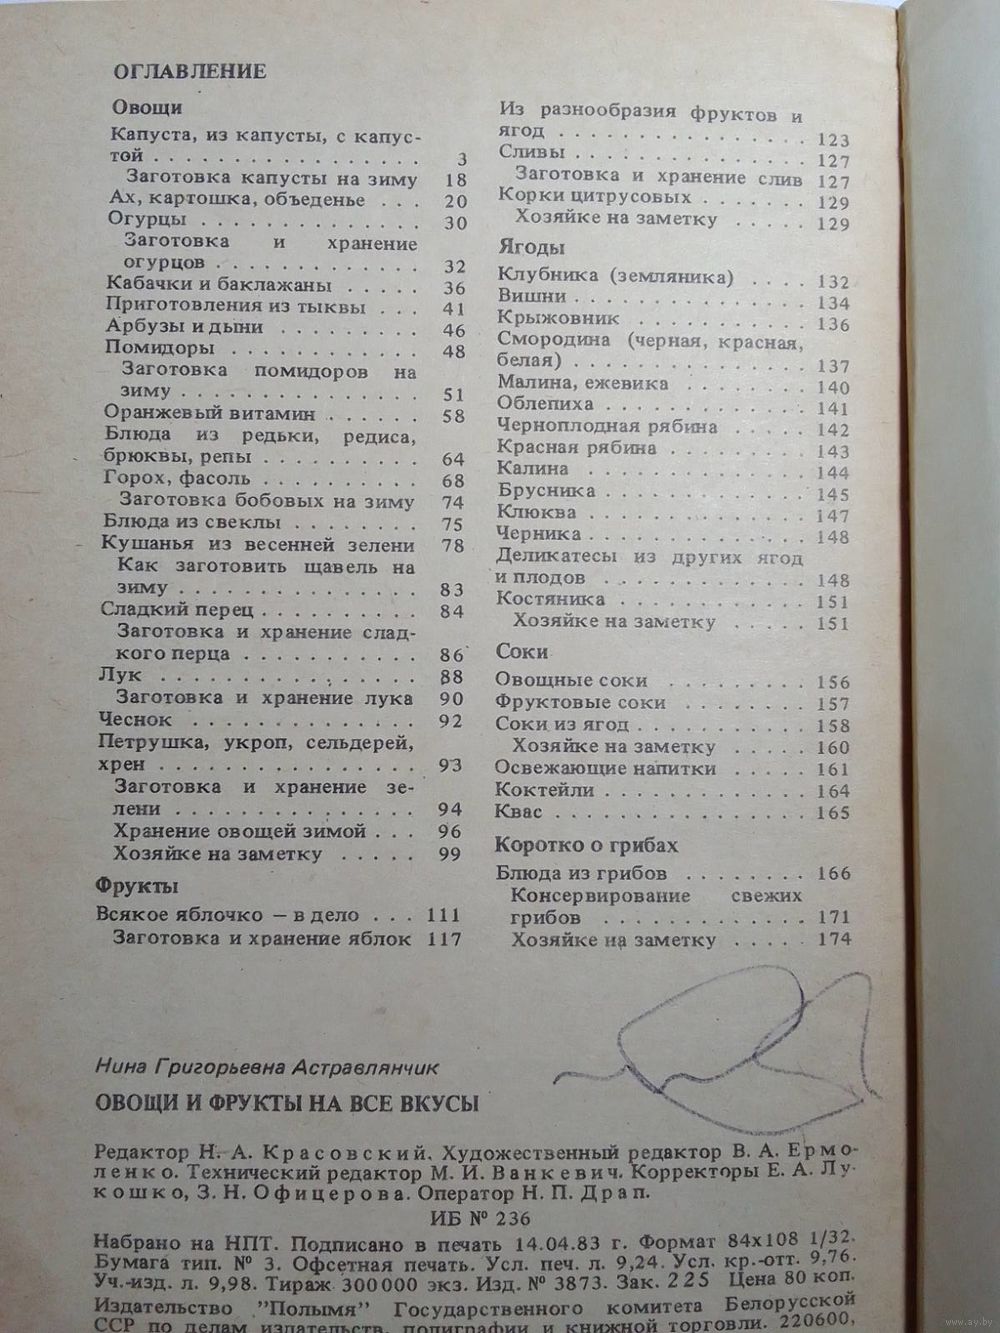 ОГЛАВЛЕНИЕ
Овощи
Капуста, из капусты, с капус-
той . . . . . . . . . . . . . . . . 3
Заготовка капусты на зиму 18
Ах, картошка, объеденье . . . 20
Огурцы . . . . . . . . . . . . . 30
Заготовка и хранение
огурцов . . . . . . . . . . . . 32
Кабачки и баклажаны . . . . . 36
Приготовления из тыквы . . . 41
Арбузы и дыни . . . . . . . . . 46
Помидоры . . . . . . . . . . . . 48
Заготовка помидоров на
зиму . . . . . . . . . . . . . . 51
Оранжевый витамин . . . . . . 58
Блюда из редьки, редиса,
брюквы, репы . . . . . . . . . . 64
Горох, фасоль . . . . . . . . . . 68
Заготовка бобовых на зиму 74
Блюда из свеклы . . . . . . . . 75
Кушанья из весенней зелени 78
Как заготовить щавель на
зиму . . . . . . . . . . . . . . 83
Сладкий перец . . . . . . . . . . 84
Заготовка и хранение слад-
кого перца . . . . . . . . . . . 86
Лук . . . . . . . . . . . . . . . . 88
Заготовка и хранение лука 90
Чеснок . . . . . . . . . . . . . . 92
Петрушка, укроп, сельдерей,
хрен . . . . . . . . . . . . . . . 93
Заготовка и хранение зе-
лени . . . . . . . . . . . . . . 94
Хранение овощей зимой . . . 96
Хозяйке на заметку . . . . . 99
Фрукты
Всякое яблочко — в дело . . . 111
Заготовка и хранение яблок 117
Из разнообразия фруктов и
ягод . . . . . . . . . . . . . . . 123
Сливы . . . . . . . . . . . . . . 127
Заготовка и хранение слив 127
Корки цитрусовых . . . . . . . 129
Хозяйке на заметку . . . . . 129
Ягоды
Клубника (земляника) . . . . 132
Вишни . . . . . . . . . . . . . . 134
Крыжовник . . . . . . . . . . . 136
Смородина (черная, красная,
белая) . . . . . . . . . . . . . . 137
Малина, ежевика . . . . . . . . 140
Облепиха . . . . . . . . . . . . 141
Черноплодная рябина . . . . . 142
Красная рябина . . . . . . . . . 143
Калина . . . . . . . . . . . . . 144
Брусника . . . . . . . . . . . . 145
Клюква . . . . . . . . . . . . . 147
Черника . . . . . . . . . . . . . 148
Деликатесы из других ягод
и плодов . . . . . . . . . . . . 148
Костяника . . . . . . . . . . . 151
Хозяйке на заметку . . . . . 151
Соки
Овощные соки . . . . . . . . . 156
Фруктовые соки . . . . . . . . 157
Соки из ягод . . . . . . . . . . 158
Хозяйке на заметку . . . . . 160
Освежающие напитки . . . . . 161
Коктейли . . . . . . . . . . . . 164
Квас . . . . . . . . . . . . . . . 165
Коротко о грибах
Блюда из грибов . . . . . . . . 166
Консервирование свежих
грибов . . . . . . . . . . . . 171
Хозяйке на заметку . . . . . 174
Нина Григорьевна Астравлянчик
ОВОЩИ И ФРУКТЫ НА ВСЕ ВКУСЫ
Редактор Н. А. Красовский. Художественный редактор В. А. Ермо-
ленко. Технический редактор М. И. Ванкевич. Корректоры Е. А. Лу-
кошко, З. Н. Офицерова. Оператор Н. П. Драп.
ИБ № 236
Набрано на НПТ. Подписано в печать 14.04.83 г. Формат 84x108 1/32.
Бумага тип. № 3. Офсетная печать. Усл. печ. л. 9,24. Усл. кр.-отт. 9,76.
Уч.-изд. л. 9,98. Тираж 300000 экз. Изд. № 3873. Зак. 225 Цена 80 коп.
Издательство "Полымя" Государственного комитета Белорусской
ССР по делам издательств, полиграфии и книжной торговли. 220600,
www.ay.by